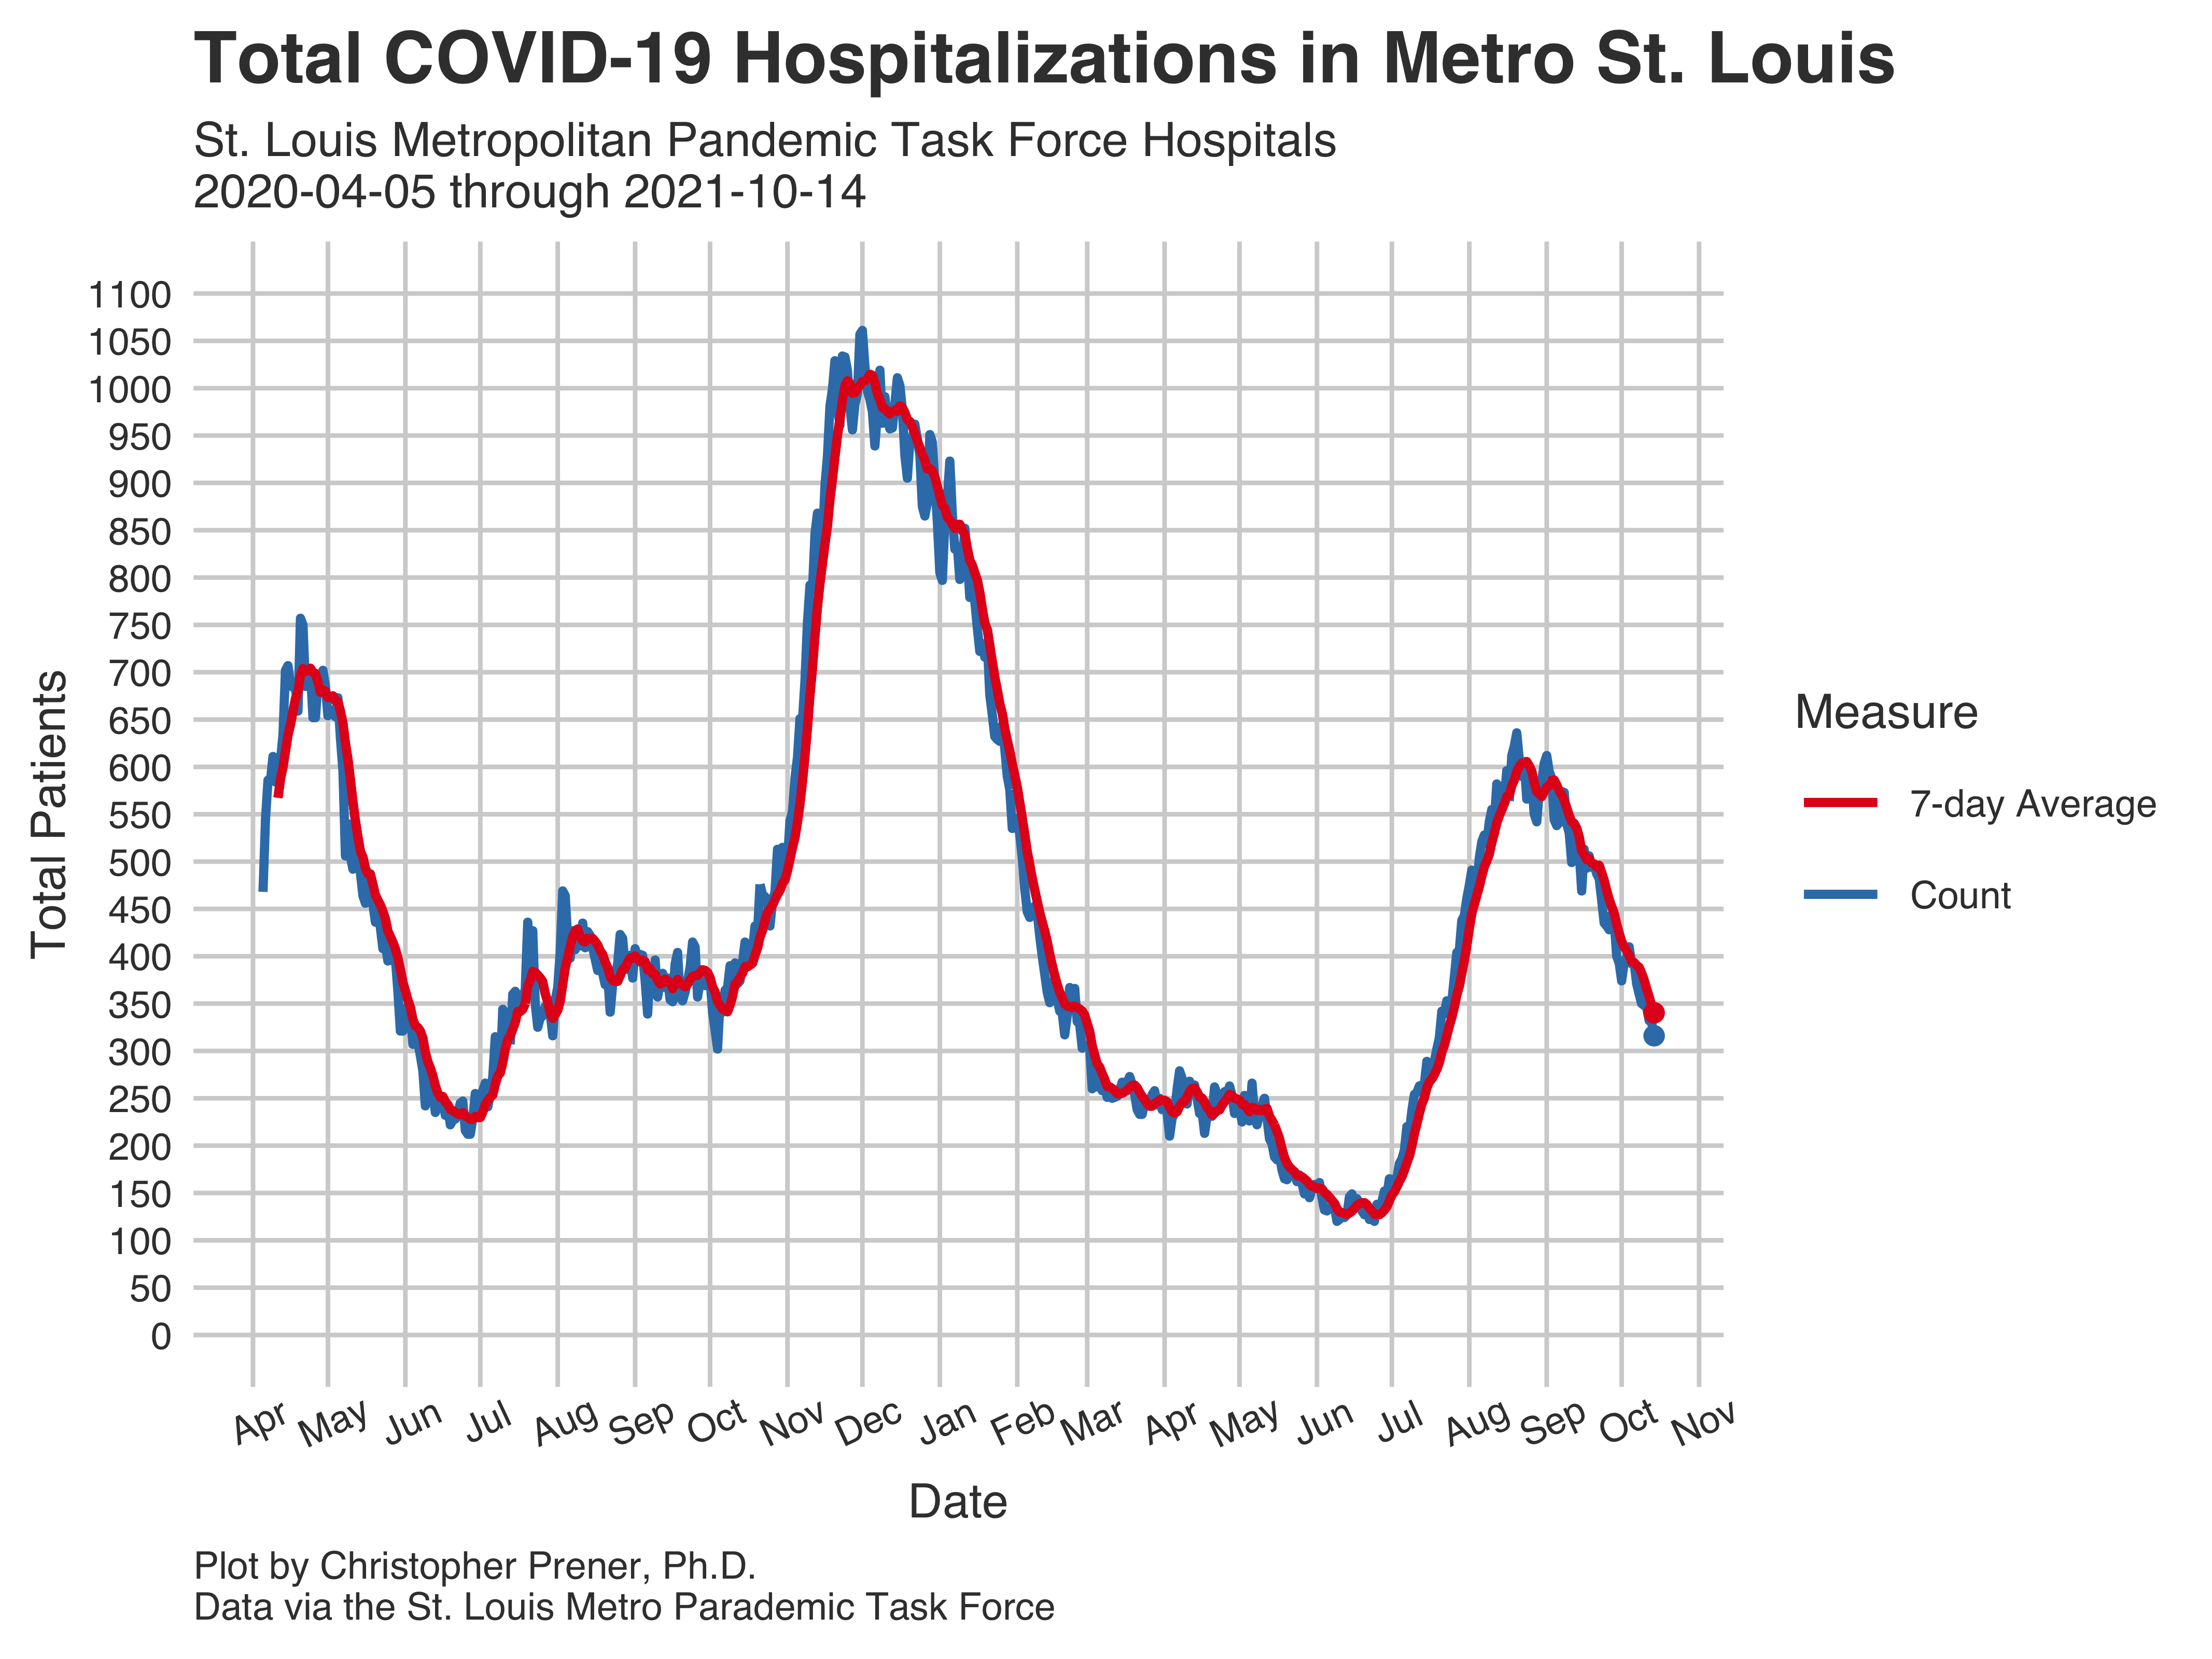 Total COVID-19 Hospitalizations in Metro St. Louis
St. Louis Metropolitan Pandemic Task Force Hospitals
2020-04-05 through 2021-10-14
1100
1050
1000
950
900
850
800
750
700
650
600
550
500
450
400
350
300
250
200
150
100
50
0
Total Patients
Apr May Jun Jul Aug Sep Oct Nov Dec Jan Feb Mar Apr May Jun Jul Aug Sep Oct Nov
Date
Measure
7-day Average
Count
Plot by Christopher Prener, Ph.D.
Data via the St. Louis Metro Parademic Task Force